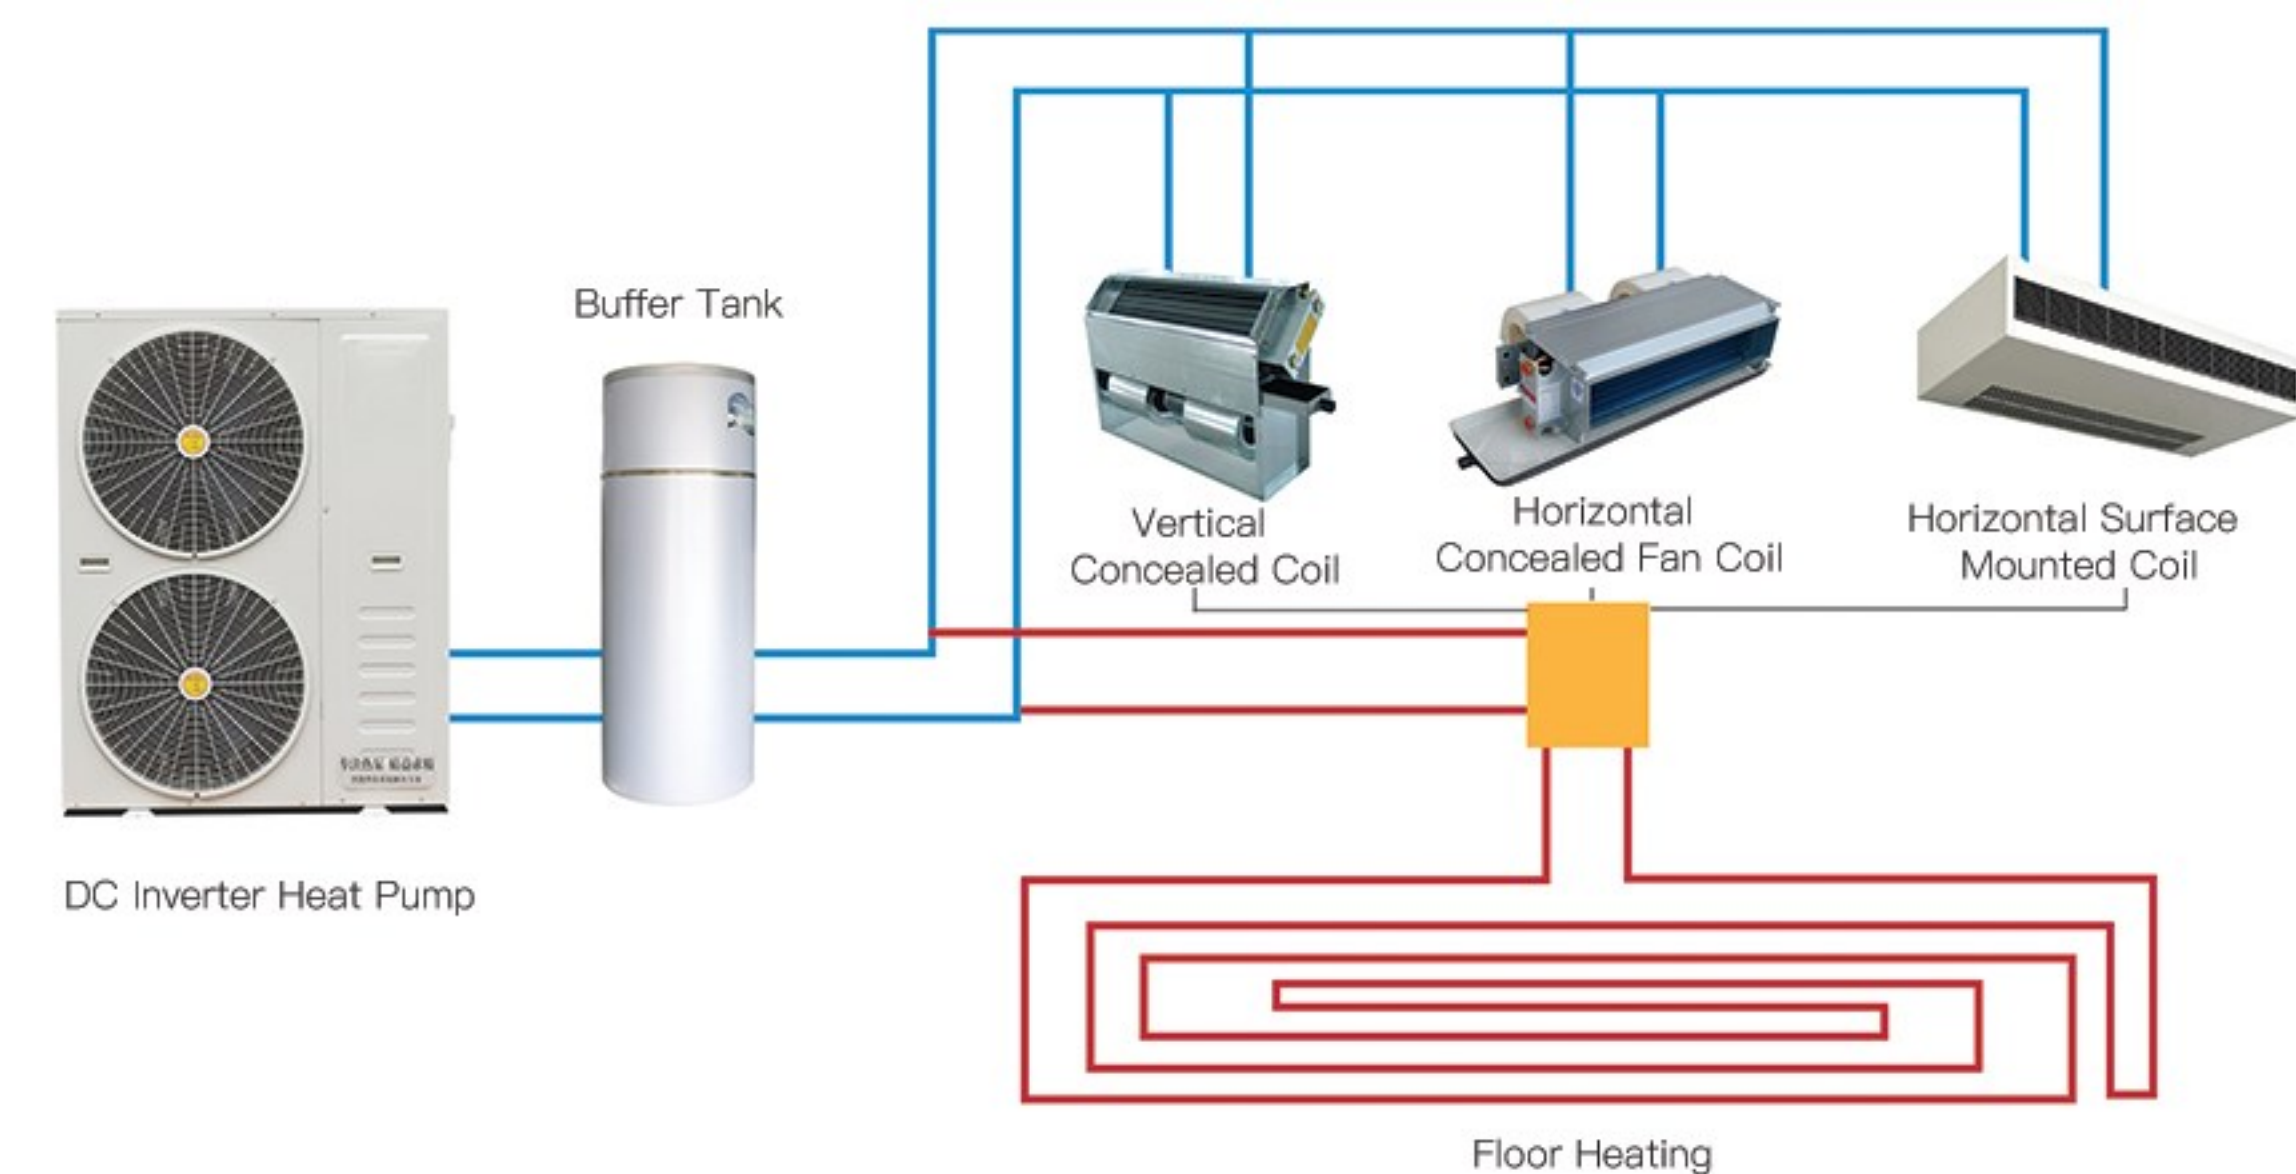 Buffer Tank
Vertical
Concealed Coil
Horizontal
Concealed Fan Coil
Horizontal Surface
Mounted Coil
DC Inverter Heat Pump
Floor Heating